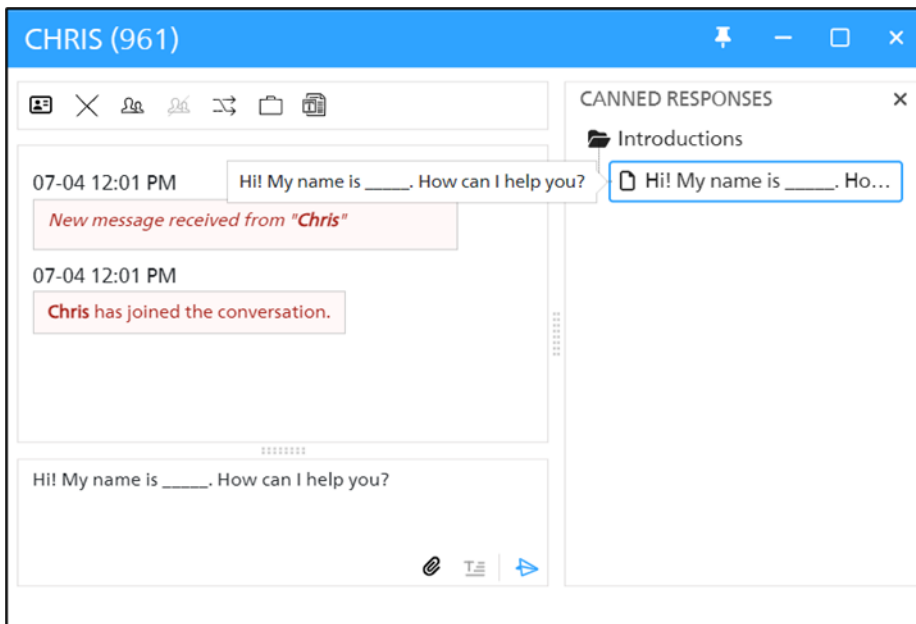 CHRIS (961)
CANNED RESPONSES
Introductions
Hi! My name is _____. Ho...
Hi! My name is _____. How can I help you?
07-04 12:01 PM
New message received from "Chris"
07-04 12:01 PM
Chris has joined the conversation.
Hi! My name is _____. How can I help you?